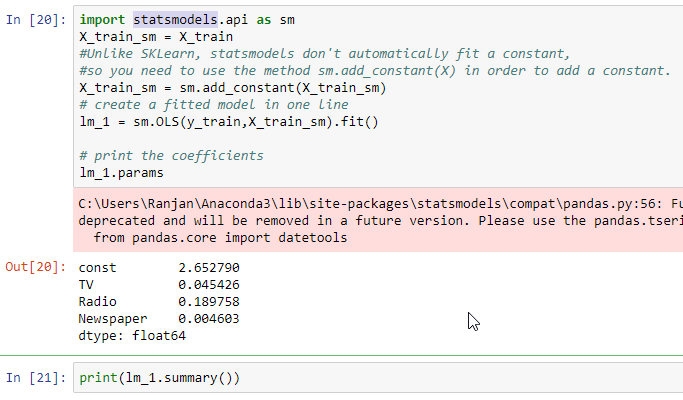 In [20]: import statsmodels.api as sm
X_train_sm = X_train
#Unlike SKLearn, statsmodels don't automatically fit a constant,
#so you need to use the method sm.add_constant(X) in order to add a constant.
X_train_sm = sm.add_constant(X_train_sm)
# create a fitted model in one line
lm_1 = sm.OLS(y_train,X_train_sm).fit()
# print the coefficients
lm_1.params
C:\Users\Ranjan\Anaconda3\lib\site-packages\statsmodels\compat\pandas.py:56: Fu
deprecated and will be removed in a future version. Please use the pandas.tseri
from pandas.core import datetools
Out[20]: const 2.652790
TV 0.045426
Radio 0.189758
Newspaper 0.004603
dtype: float64
In [21]: print(lm_1.summary())